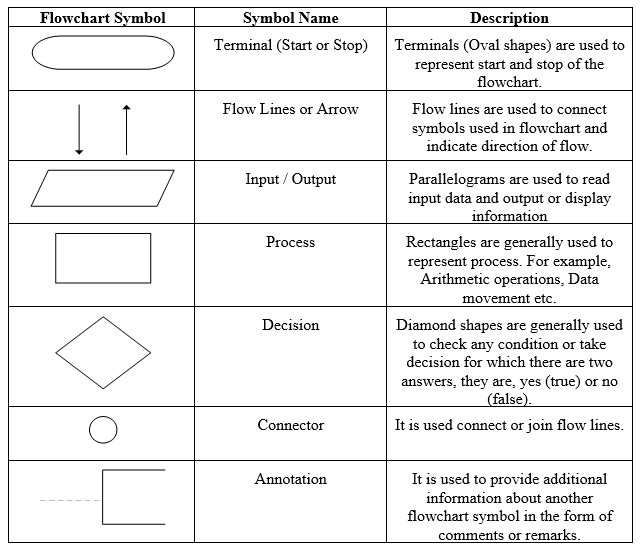 Flowchart Symbol Symbol Name Description
Terminal (Start or Stop)
Terminals (Oval shapes) are used to
represent start and stop of the
flowchart.
Flow Lines or Arrow
Flow lines are used to connect
symbols used in flowchart and
indicate direction of flow.
Input / Output
Parallelograms are used to read
input data and output or display
information
Process
Rectangles are generally used to
represent process. For example,
Arithmetic operations, Data
movement etc.
Decision
Diamond shapes are generally used
to check any condition or take
decision for which there are two
answers, they are, yes (true) or no
(false).
Connector
It is used connect or join flow lines.
Annotation
It is used to provide additional
information about another
flowchart symbol in the form of
comments or remarks.